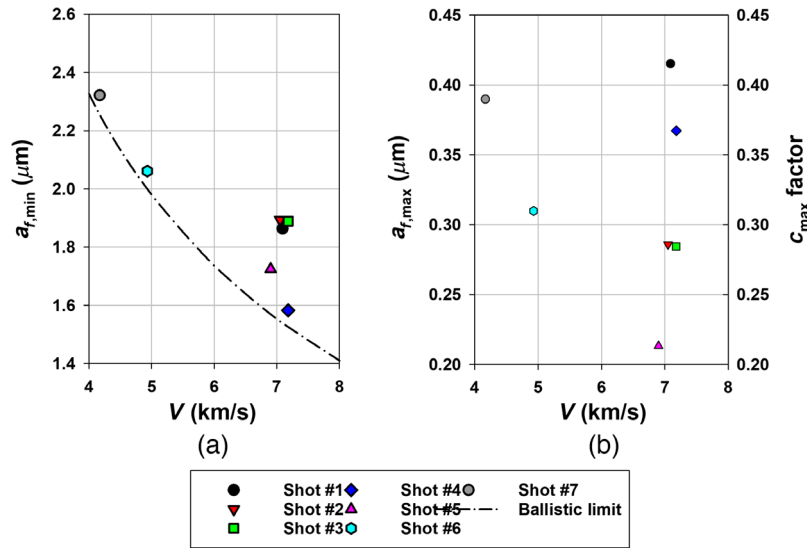 2.6
2.4
2.2
2.0
1.8
1.6
1.4
a_f,min (μm)
4 5 6 7 8
V (km/s)
(a)
0.45
0.40
0.35
0.30
0.25
0.20
a_f,max (μm)
4 5 6 7 8
V (km/s)
0.45
0.40
0.35
0.30
0.25
0.20
c_max factor
(b)
Shot #1 Shot #4 Shot #7
Shot #2 Shot #5 Ballistic limit
Shot #3 Shot #6